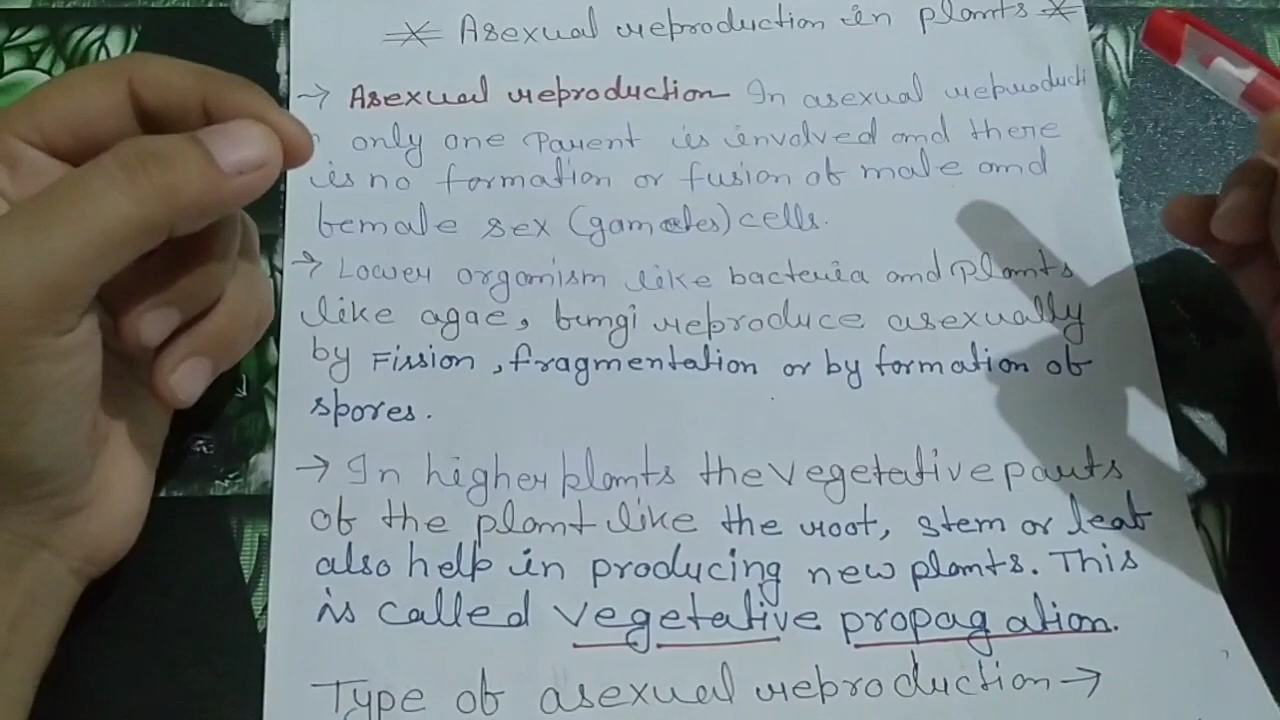 * Asexual reproduction in plants *
→ Asexual reproduction In asexual reproducti
only one Parent is involved and there
is no formation or fusion of male and
female sex (gametes) cells.
→ Lower organism like bacteria and plants
like agae, fungi reproduce asexually
by Fission, fragmentation or by formation of
spores.
→ In higher plants the vegetative parts
of the plant like the root, stem or leaf
also help in producing new plants. This
is called vegetative propagation.
Type of asexual reproduction →